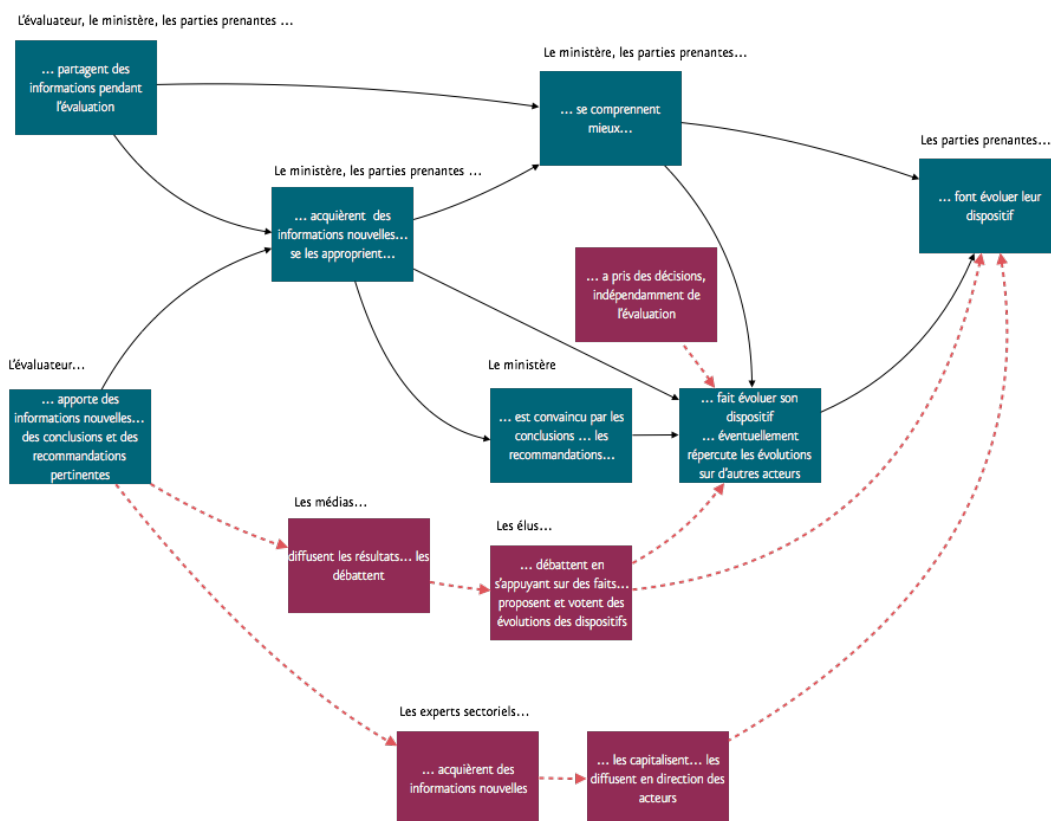 L'évaluateur, le ministère, les parties prenantes ...
... partagent des
informations pendant
l'évaluation
Le ministère, les parties prenantes...
... se comprennent
mieux...
Les parties prenantes...
... font évoluer leur
dispositif
Le ministère, les parties prenantes ...
... acquièrent des
informations nouvelles...
se les approprient...
... a pris des décisions,
indépendamment de
l'évaluation
L'évaluateur...
... apporte des
informations nouvelles...
des conclusions et des
recommandations
pertinentes
Le ministère
... est convaincu par les
conclusions ... les
recommandations...
... fait évoluer son
dispositif
... éventuellement
répercute les évolutions
sur d'autres acteurs
Les médias...
diffusent les résultats... les
débattent
Les élus...
... débattent en
s'appuyant sur des faits...
proposent et votent des
évolutions des dispositifs
Les experts sectoriels...
... acquièrent des
informations nouvelles
... les capitalisent... les
diffusent en direction des
acteurs